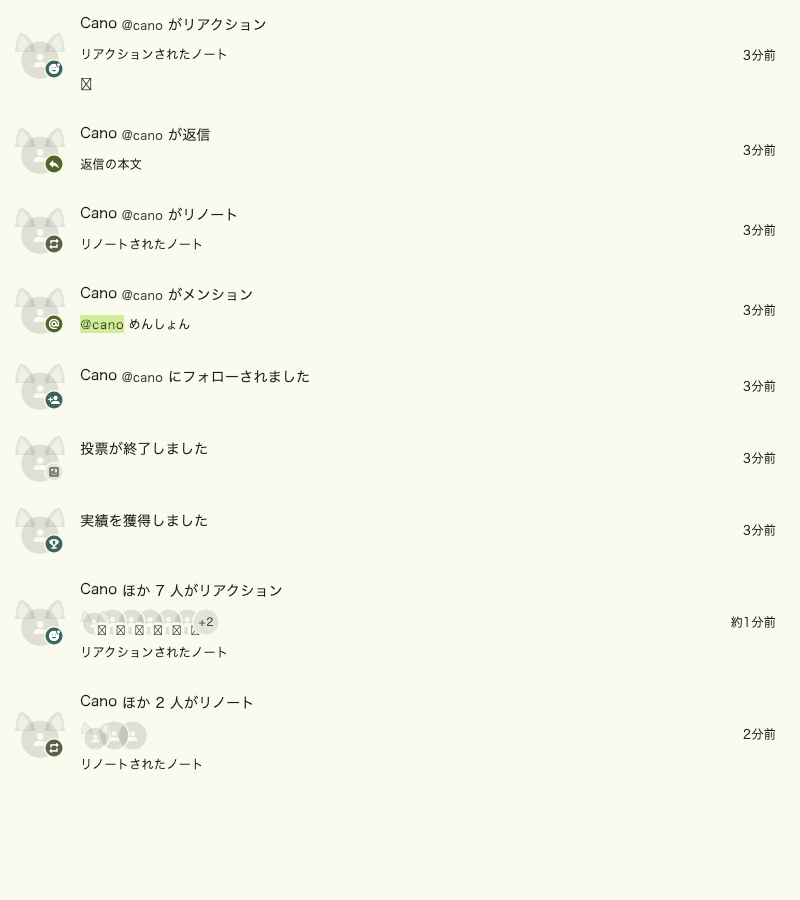 Cano @cano がリアクション
リアクションされたノート
3分前
Cano @cano が返信
返信の本文
3分前
Cano @cano がリノート
リノートされたノート
3分前
Cano @cano がメンション
@cano めんしょん
3分前
Cano @cano にフォローされました
3分前
投票が終了しました
3分前
実績を獲得しました
3分前
Cano ほか 7 人がリアクション
+2
リアクションされたノート
約1分前
Cano ほか 2 人がリノート
リノートされたノート
2分前